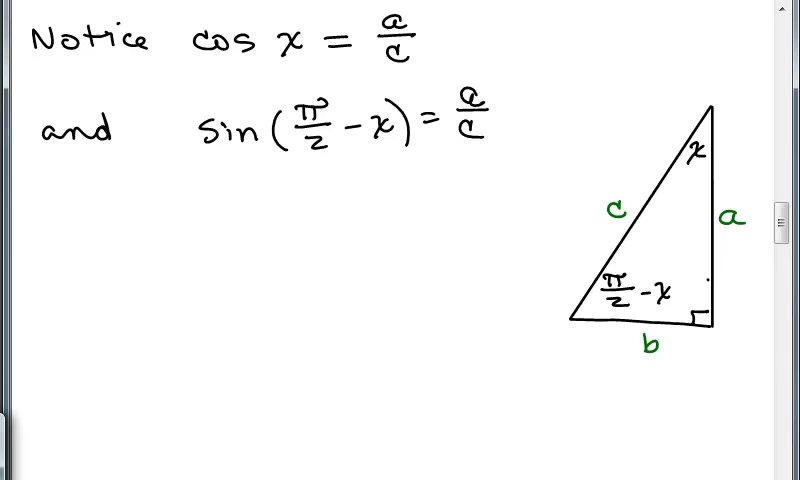 Notice cos x = a/c
and sin(π/2 - x) = a/c
x
c
a
π/2 - x
b